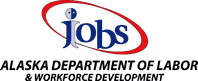 jobs
ALASKA DEPARTMENT OF LABOR
& WORKFORCE DEVELOPMENT